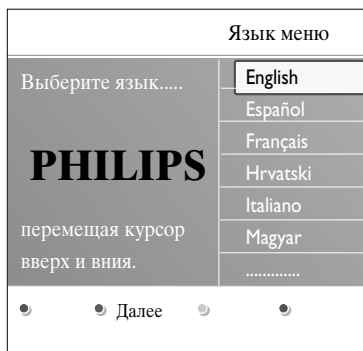 Язык меню
Выберите язык.....
PHILIPS
перемещая курсор
вверх и вния.
English
Español
Français
Hrvatski
Italiano
Magyar
.............
Далее